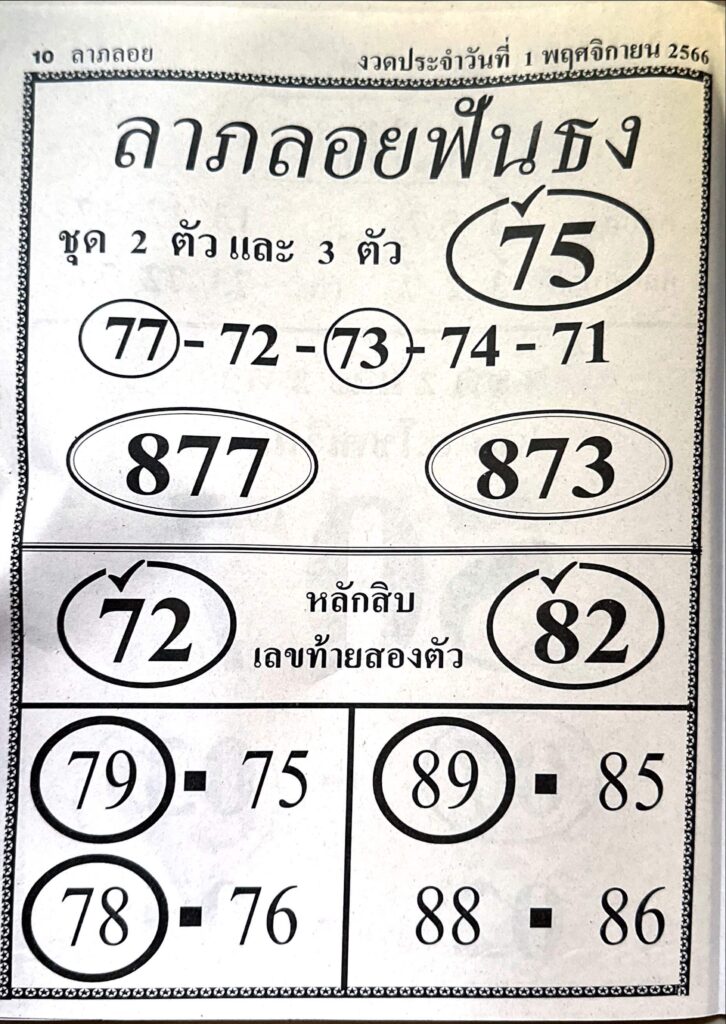 10 ลาภลอย
งวดประจำวันที่ 1 พฤศจิกายน 2566
ลาภลอยฟันธง
ชุด 2 ตัวและ 3 ตัว
75
77 - 72 - 73 - 74 - 71
877 873
72 หลักสิบ 82
เลขท้ายสองตัว
79 ▪ 75 89 ▪ 85
78 ▪ 76 88 ▪ 86